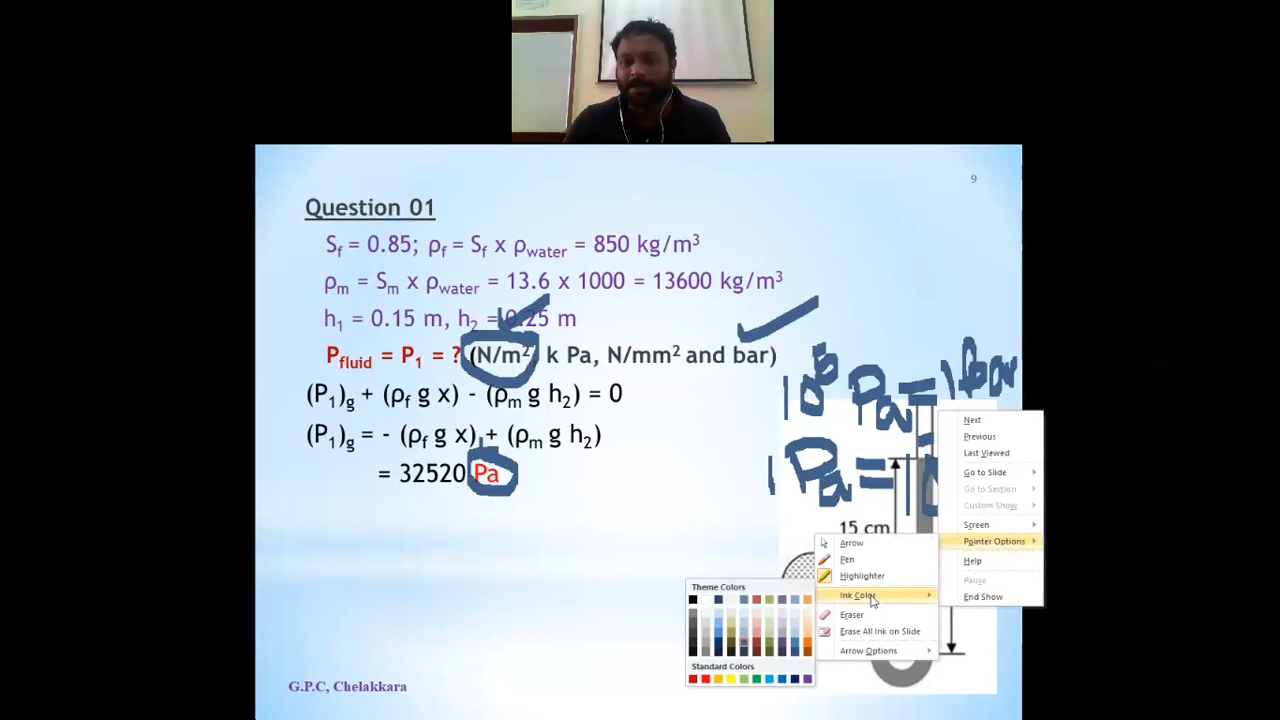 9
Question 01
Sf = 0.85; ρf = Sf x ρwater = 850 kg/m³
ρm = Sm x ρwater = 13.6 x 1000 = 13600 kg/m³
h1 = 0.15 m, h2 = 0.25 m
Pfluid = P1 = ? (N/m², k Pa, N/mm² and bar)
(P1)g + (ρf g x) - (ρm g h2) = 0
(P1)g = - (ρf g x) + (ρm g h2)
= 32520 Pa
10⁵ Pa = 1 bar
1 Pa = 10
15 cm
Next
Previous
Last Viewed
Go to Slide
Go to Section
Custom Show
Screen
Pointer Options
Help
Pause
End Show
Arrow
Pen
Highlighter
Ink Color
Eraser
Erase All Ink on Slide
Arrow Options
Theme Colors
Standard Colors
G.P.C, Chelakkara